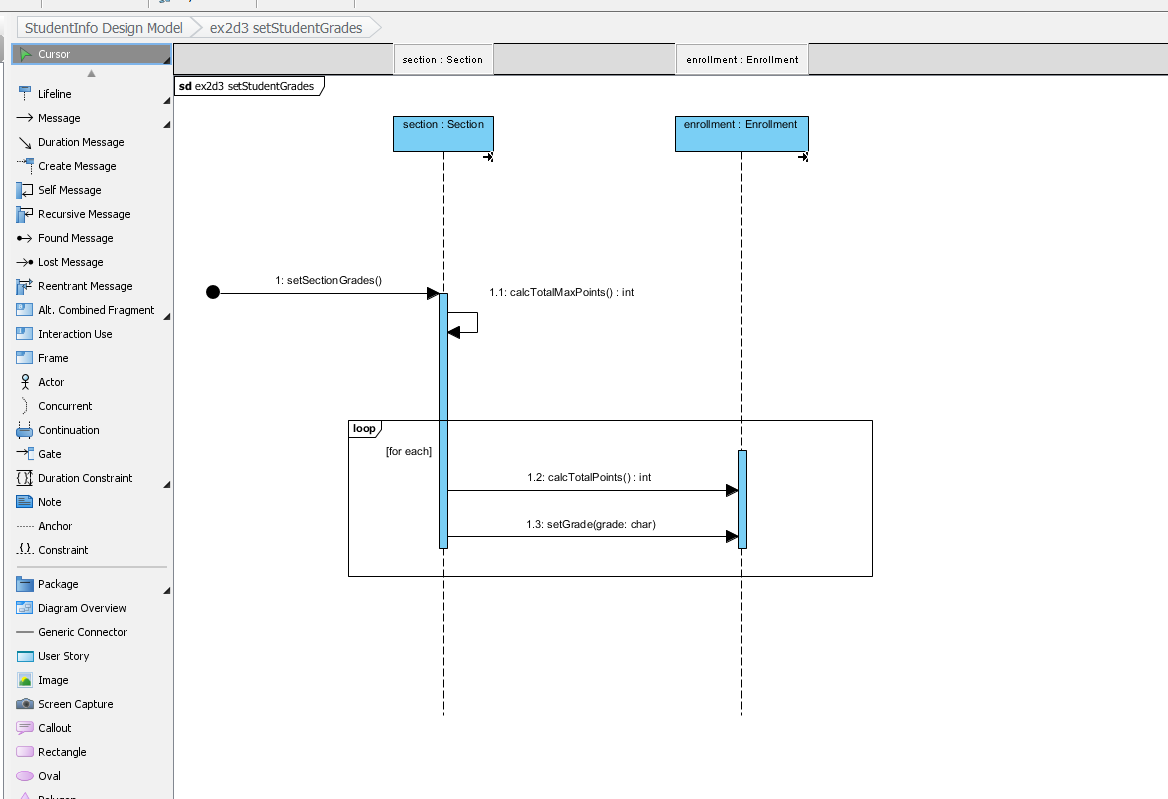 StudentInfo Design Model
ex2d3 setStudentGrades
Cursor
Lifeline
Message
Duration Message
Create Message
Self Message
Recursive Message
Found Message
Lost Message
Reentrant Message
Alt. Combined Fragment
Interaction Use
Frame
Actor
Concurrent
Continuation
Gate
Duration Constraint
Note
Anchor
Constraint
Package
Diagram Overview
Generic Connector
User Story
Image
Screen Capture
Callout
Rectangle
Oval
section : Section
enrollment : Enrollment
sd ex2d3 setStudentGrades
section : Section
enrollment : Enrollment
1: setSectionGrades()
1.1: calcTotalMaxPoints() : int
loop
[for each]
1.2: calcTotalPoints() : int
1.3: setGrade(grade: char)